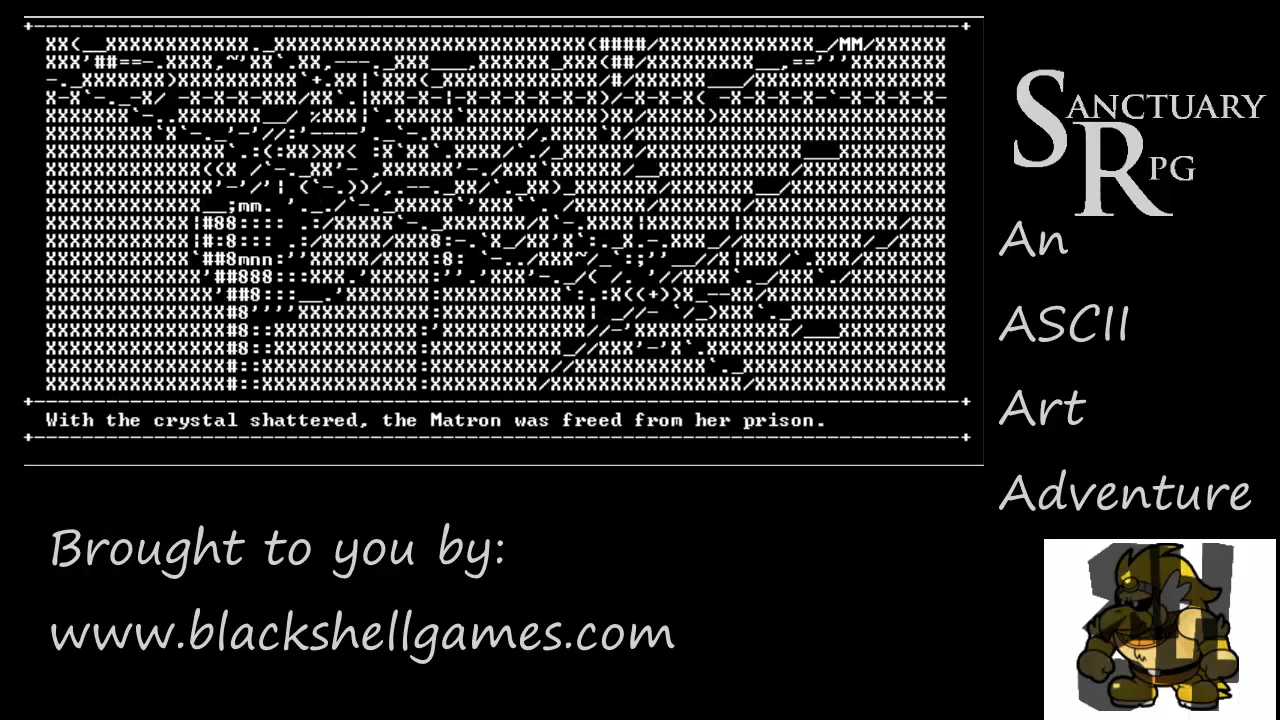 With the crystal shattered, the Matron was freed from her prison.
SANCTUARY
RPG
An
ASCII
Art
Adventure
Brought to you by:
www.blackshellgames.com